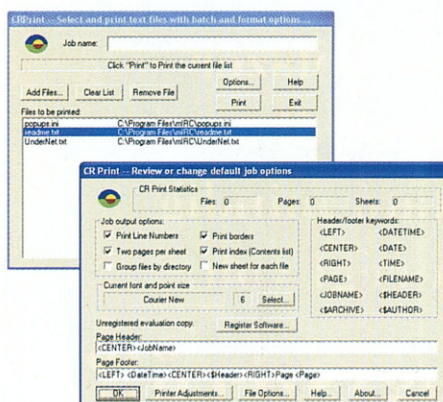 CRPrint -- Select and print text files with batch and format options...
Job name:
Click "Print" to Print the current file list
Options... Help
Add Files... Clear List Remove File
Print Exit
Files to be printed:
popups.ini C:\Program Files\mIRC\popups.ini
readme.txt C:\Program Files\mIRC\readme.txt
UnderNet.txt C:\Program Files\mIRC\UnderNet.txt
CR Print -- Review or change default job options
CR Print Statistics
Files: 0 Pages: 0 Sheets: 0
Job output options:
Print Line Numbers Print borders
Two pages per sheet Print index (Contents list)
Group files by directory New sheet for each file
Header/footer keywords:
<LEFT> <DATETIME>
<CENTER> <DATE>
<RIGHT> <TIME>
<PAGE> <FILENAME>
<JOBNAME> <$HEADER>
<$ARCHIVE> <$AUTHOR>
Current font and point size
Courier New 6 Select...
Unregistered evaluation copy Register Software...
Page Header:
<CENTER><JobName>
Page Footer:
<LEFT> <DateTime><CENTER><$Header><RIGHT>Page <Page>
OK Printer Adjustments... File Options... Help... About... Cancel